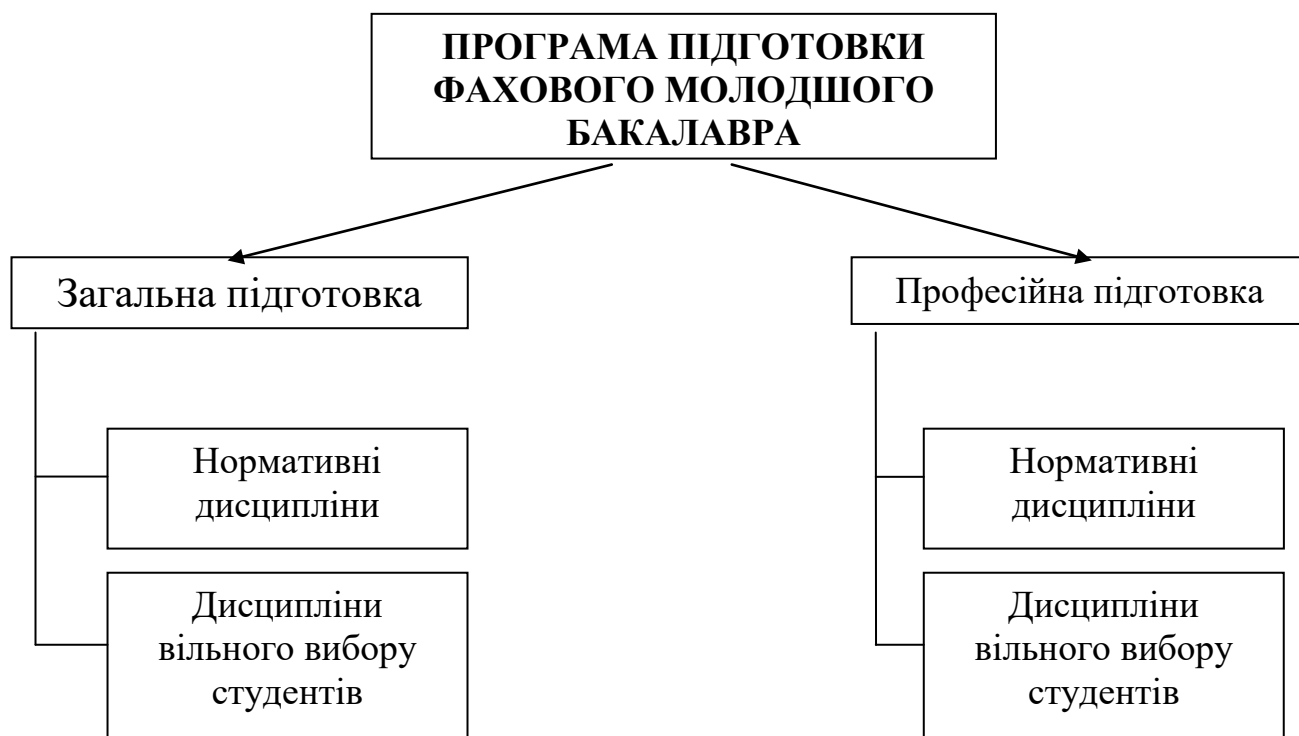 ПРОГРАМА ПІДГОТОВКИ
ФАХОВОГО МОЛОДШОГО
БАКАЛАВРА
Загальна підготовка
Професійна підготовка
Нормативні
дисципліни
Нормативні
дисципліни
Дисципліни
вільного вибору
студентів
Дисципліни
вільного вибору
студентів